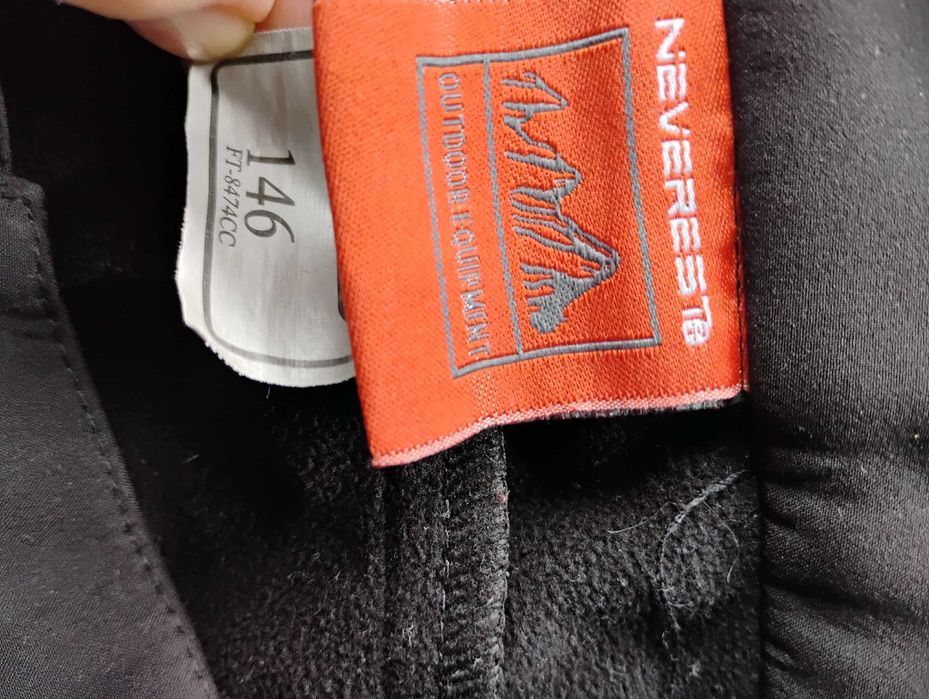 NEVEREST®
OUTDOOR EQUIPMENT
146
FT-8474CC